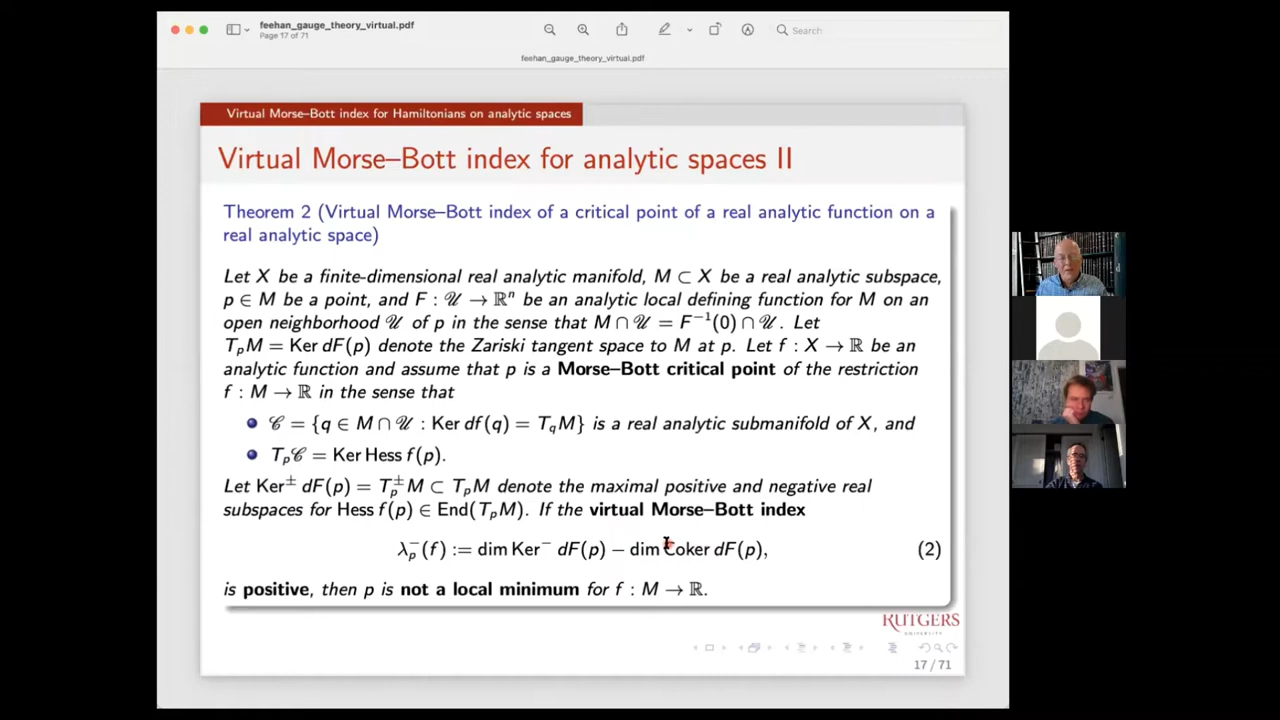 feehan_gauge_theory_virtual.pdf
Page 17 of 71
Search
feehan_gauge_theory_virtual.pdf
Virtual Morse–Bott index for Hamiltonians on analytic spaces
Virtual Morse–Bott index for analytic spaces II
Theorem 2 (Virtual Morse–Bott index of a critical point of a real analytic function on a
real analytic space)
Let X be a finite-dimensional real analytic manifold, M ⊂ X be a real analytic subspace,
p ∈ M be a point, and F : 𝒰 → ℝⁿ be an analytic local defining function for M on an
open neighborhood 𝒰 of p in the sense that M ∩ 𝒰 = F⁻¹(0) ∩ 𝒰. Let
TₚM = Ker dF(p) denote the Zariski tangent space to M at p. Let f : X → ℝ be an
analytic function and assume that p is a Morse–Bott critical point of the restriction
f : M → ℝ in the sense that
𝒞 = {q ∈ M ∩ 𝒰 : Ker df(q) = T_qM} is a real analytic submanifold of X, and
Tₚ𝒞 = Ker Hess f(p).
Let Ker^± dF(p) = T_p^±M ⊂ TₚM denote the maximal positive and negative real
subspaces for Hess f(p) ∈ End(TₚM). If the virtual Morse–Bott index
λ_p^−(f) := dim Ker^− dF(p) − dim Coker dF(p), (2)
is positive, then p is not a local minimum for f : M → ℝ.
RUTGERS
UNIVERSITY
17 / 71